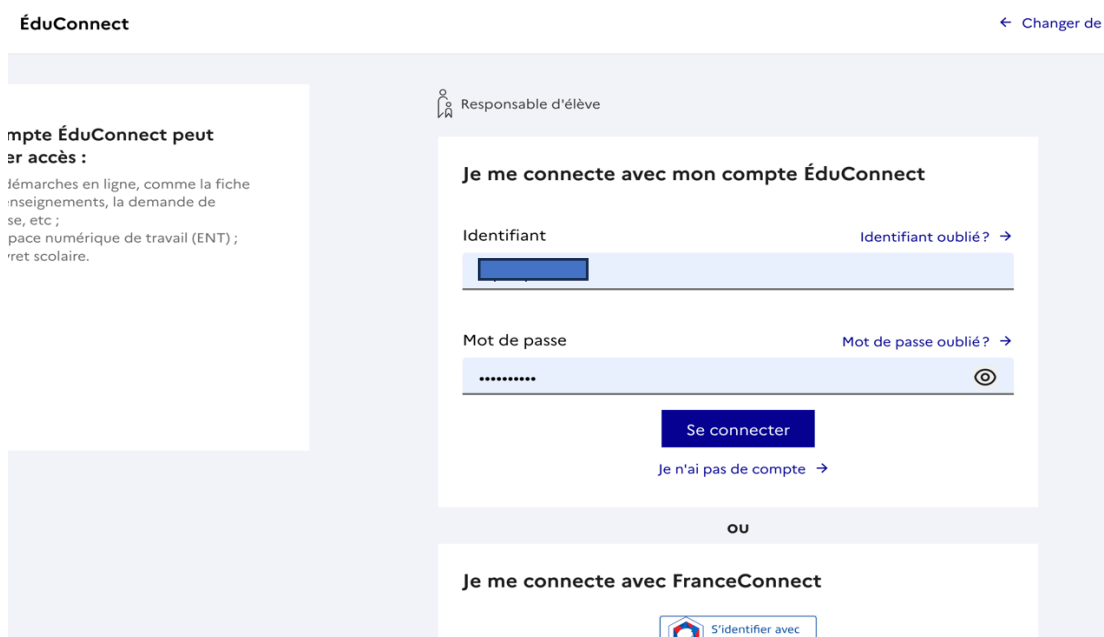 ÉduConnect
← Changer de
mpte ÉduConnect peut
er accès :
démarches en ligne, comme la fiche
enseignements, la demande de
se, etc ;
pace numérique de travail (ENT) ;
vret scolaire.
Responsable d'élève
Je me connecte avec mon compte ÉduConnect
Identifiant
Identifiant oublié? →
Mot de passe
Mot de passe oublié? →
••••••••••
Se connecter
Je n'ai pas de compte →
OU
Je me connecte avec FranceConnect
S'identifier avec